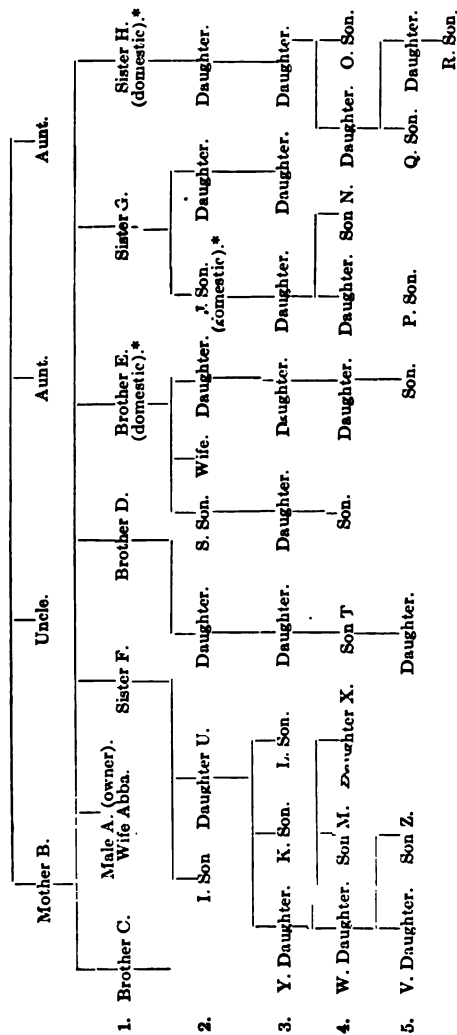 Mother B. Uncle. Aunt. Aunt.
1. Brother C. Male A. (owner). Sister F. Brother D. Brother E. Sister G. Sister H.
Wife Abba. (domestic).* (domestic).*
2. I. Son Daughter U. Daughter. S. Son. Wife. Daughter. J. Son. Daughter. Daughter.
(domestic).*
3. Y. Daughter. K. Son. L. Son. Daughter. Daughter. Daughter. Daughter. Daughter. Daughter.
4. W. Daughter. Son M. Daughter X. Son T Son. Daughter. Daughter. Son N. Daughter. O. Son.
5. V. Daughter. Son Z. Daughter. Son. P. Son. Q. Son. Daughter.
R. Son.